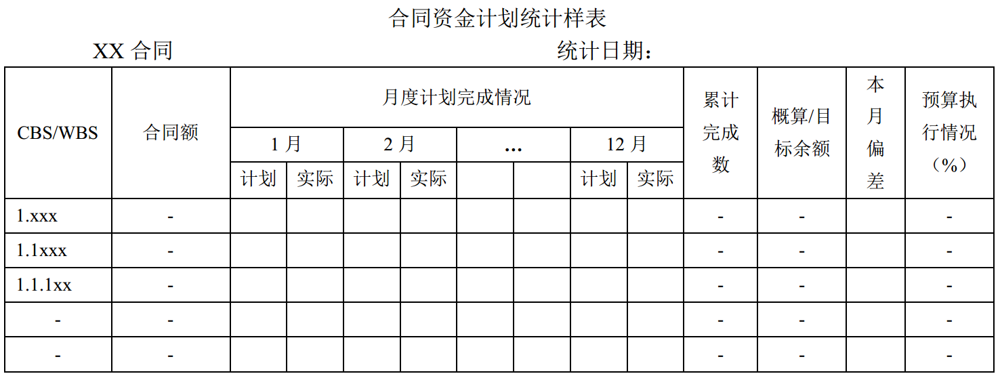 合同资金计划统计样表
XX 合同 统计日期：
CBS/WBS 合同额 月度计划完成情况 累计完成数 概算/目标余额 本月偏差 预算执行情况（%）
1 月 2 月 … 12 月
计划 实际 计划 实际 计划 实际
1.xxx - - - -
1.1xxx - - - -
1.1.1xx - - - -
- - - - -
- - - - -